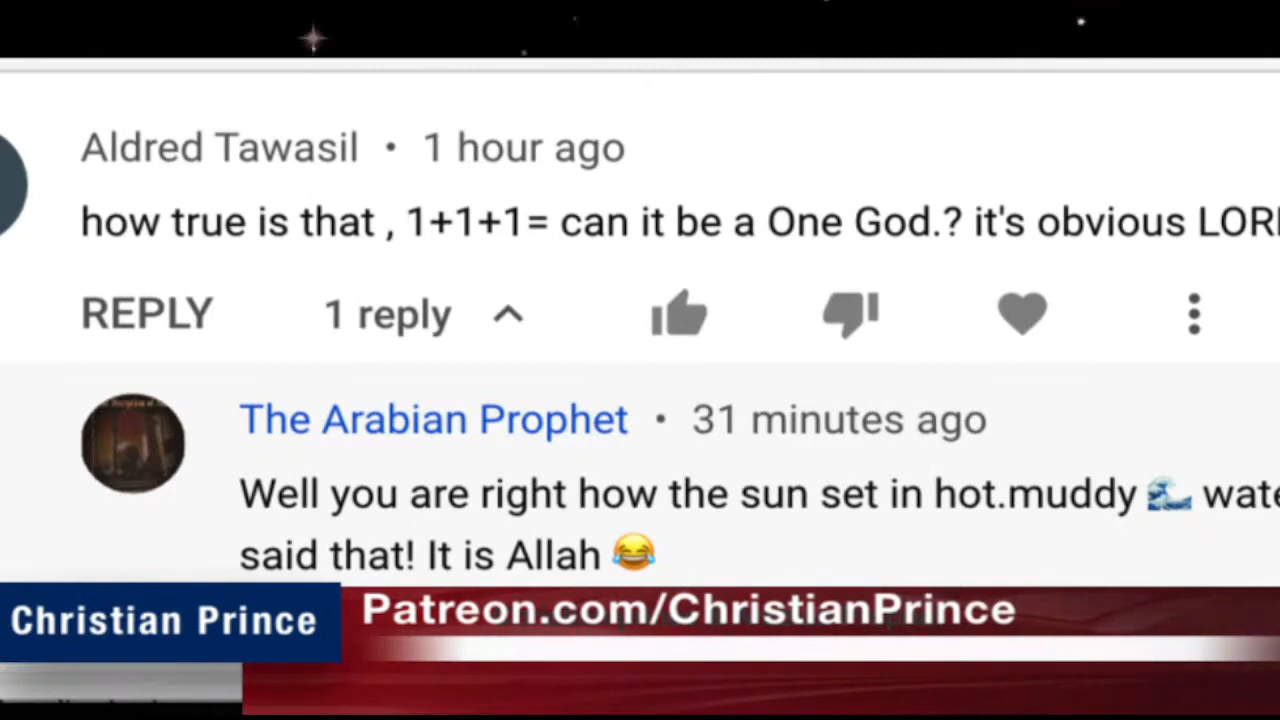 Aldred Tawasil • 1 hour ago
how true is that , 1+1+1= can it be a One God.? it's obvious
REPLY 1 reply
The Arabian Prophet • 31 minutes ago
Well you are right how the sun set in hot.muddy 🌊
said that! It is Allah 😂
Christian Prince
Patreon.com/ChristianPrince